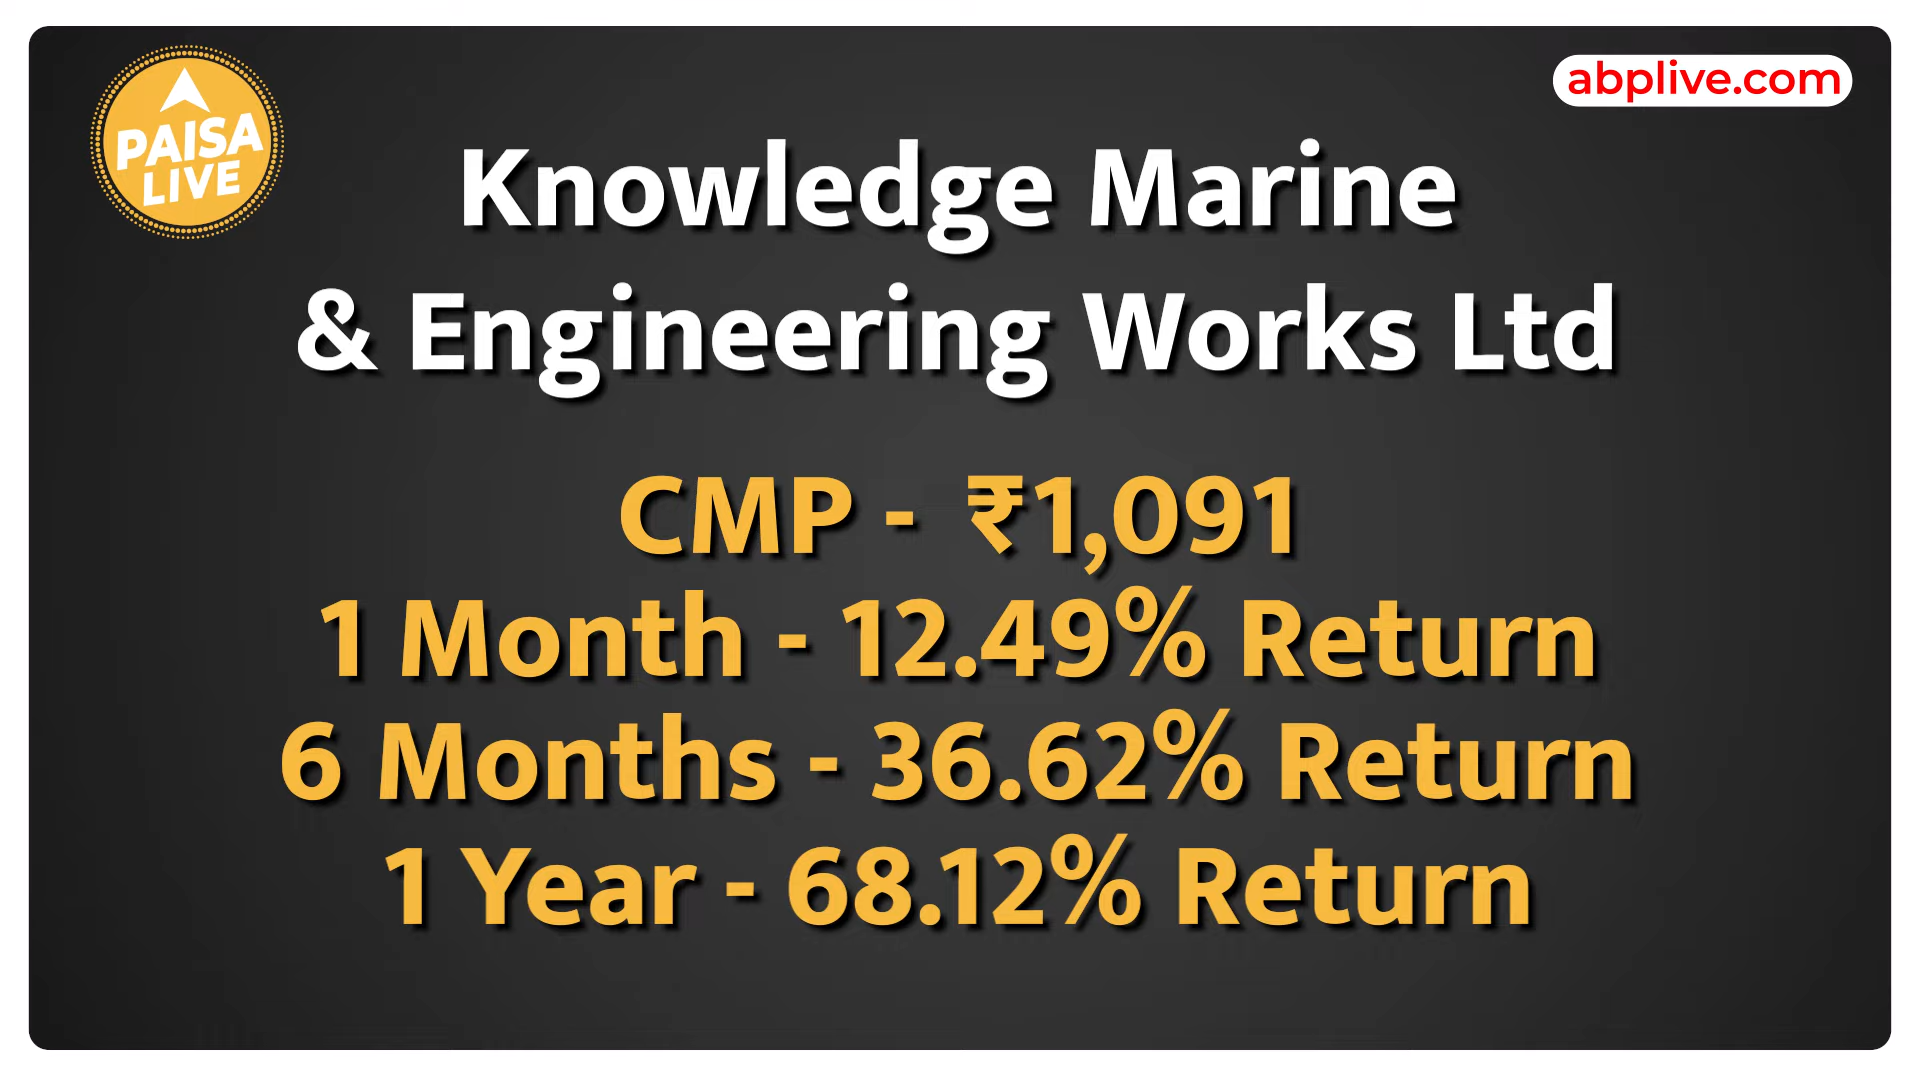 PAISA
LIVE
abplive.com
Knowledge Marine
& Engineering Works Ltd
CMP - ₹1,091
1 Month - 12.49% Return
6 Months - 36.62% Return
1 Year - 68.12% Return